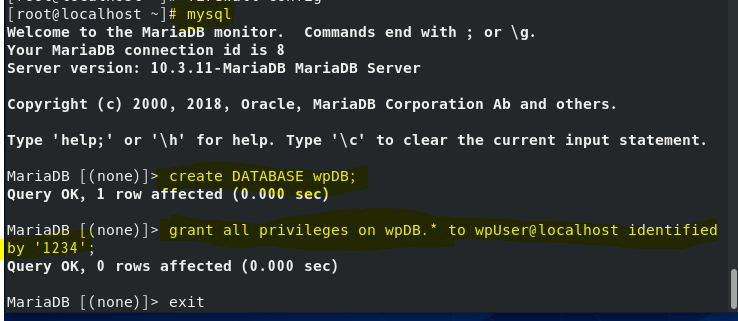 [root@localhost ~]# mysql
Welcome to the MariaDB monitor.  Commands end with ; or \g.
Your MariaDB connection id is 8
Server version: 10.3.11-MariaDB MariaDB Server
Copyright (c) 2000, 2018, Oracle, MariaDB Corporation Ab and others.
Type 'help;' or '\h' for help. Type '\c' to clear the current input statement.
MariaDB [(none)]> create DATABASE wpDB;
Query OK, 1 row affected (0.000 sec)
MariaDB [(none)]> grant all privileges on wpDB.* to wpUser@localhost identified
by '1234';
Query OK, 0 rows affected (0.000 sec)
MariaDB [(none)]> exit